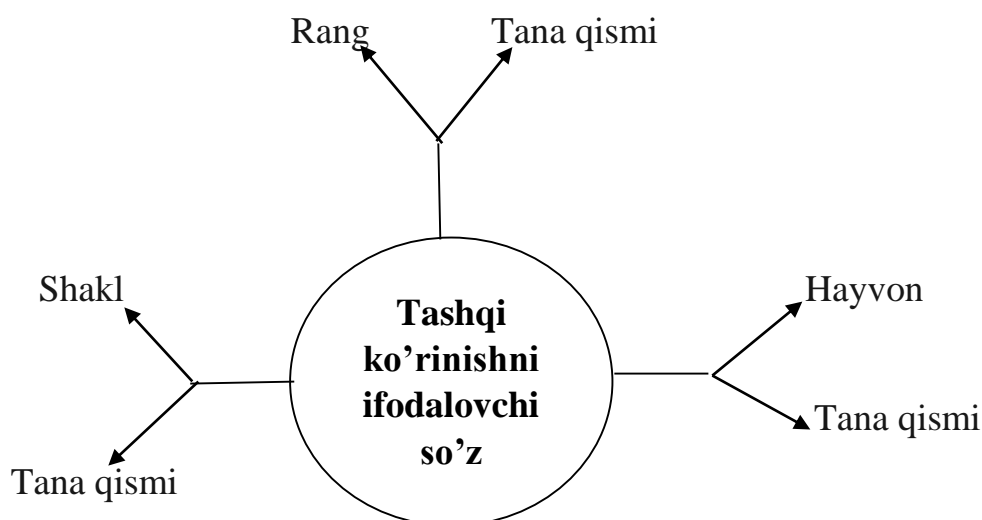 Rang
Tana qismi
Shakl
Tana qismi
Tashqi
ko’rinishni
ifodalovchi
so’z
Hayvon
Tana qismi